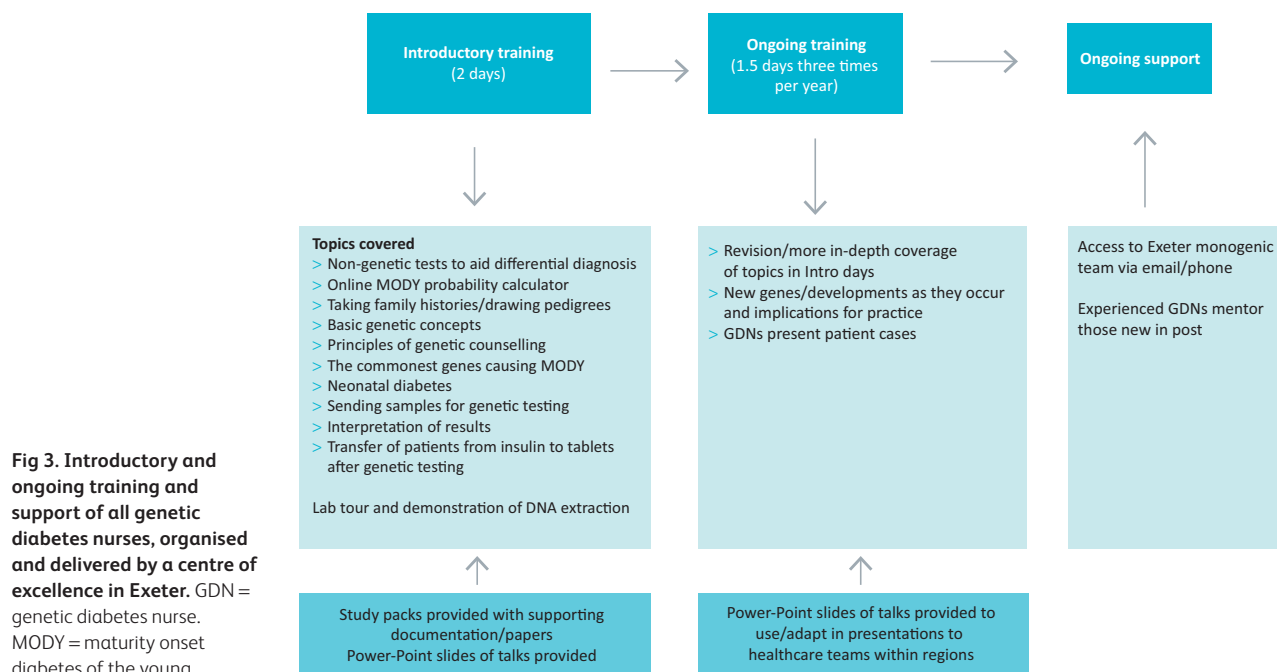 Introductory training
(2 days)
Ongoing training
(1.5 days three times
per year)
Ongoing support
Topics covered
> Non-genetic tests to aid differential diagnosis
> Online MODY probability calculator
> Taking family histories/drawing pedigrees
> Basic genetic concepts
> Principles of genetic counselling
> The commonest genes causing MODY
> Neonatal diabetes
> Sending samples for genetic testing
> Interpretation of results
> Transfer of patients from insulin to tablets
after genetic testing
Lab tour and demonstration of DNA extraction
> Revision/more in-depth coverage
of topics in Intro days
> New genes/developments as they occur
and implications for practice
> GDNs present patient cases
Access to Exeter monogenic
team via email/phone
Experienced GDNs mentor
those new in post
Study packs provided with supporting
documentation/papers
Power-Point slides of talks provided
Power-Point slides of talks provided to
use/adapt in presentations to
healthcare teams within regions
Fig 3. Introductory and
ongoing training and
support of all genetic
diabetes nurses, organised
and delivered by a centre of
excellence in Exeter. GDN =
genetic diabetes nurse.
MODY = maturity onset
diabetes of the young